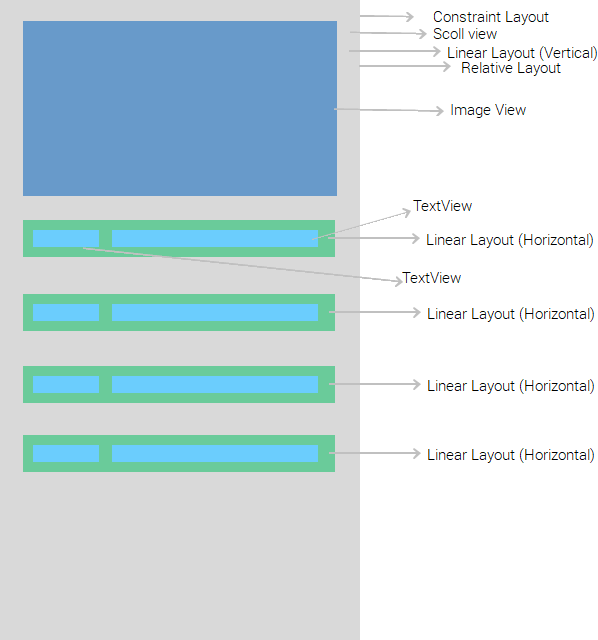 Constraint Layout
Scoll view
Linear Layout (Vertical)
Relative Layout
Image View
TextView
Linear Layout (Horizontal)
TextView
Linear Layout (Horizontal)
Linear Layout (Horizontal)
Linear Layout (Horizontal)